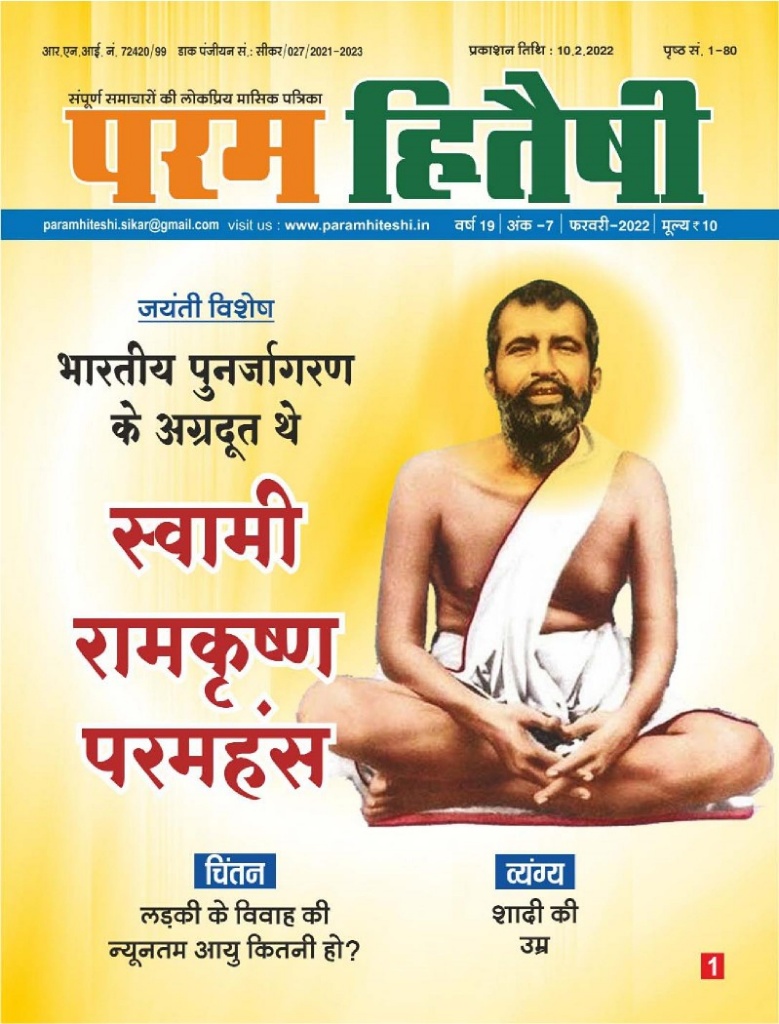 आर.एन.आई. नं. 72420/99 डाक पंजीयन सं.: सीकर/027/2021-2023 प्रकाशन तिथि : 10.2.2022 पृष्ठ सं. 1-80
संपूर्ण समाचारों की लोकप्रिय मासिक पत्रिका
परम हितैषी
paramhiteshi.sikar@gmail.com visit us : www.paramhiteshi.in वर्ष 19 | अंक -7 | फरवरी-2022 | मूल्य ₹ 10
जयंती विशेष
भारतीय पुनर्जागरण
के अग्रदूत थे
स्वामी
रामकृष्ण
परमहंस
चिंतन
लड़की के विवाह की
न्यूनतम आयु कितनी हो?
व्यंग्य
शादी की
उम्र
1